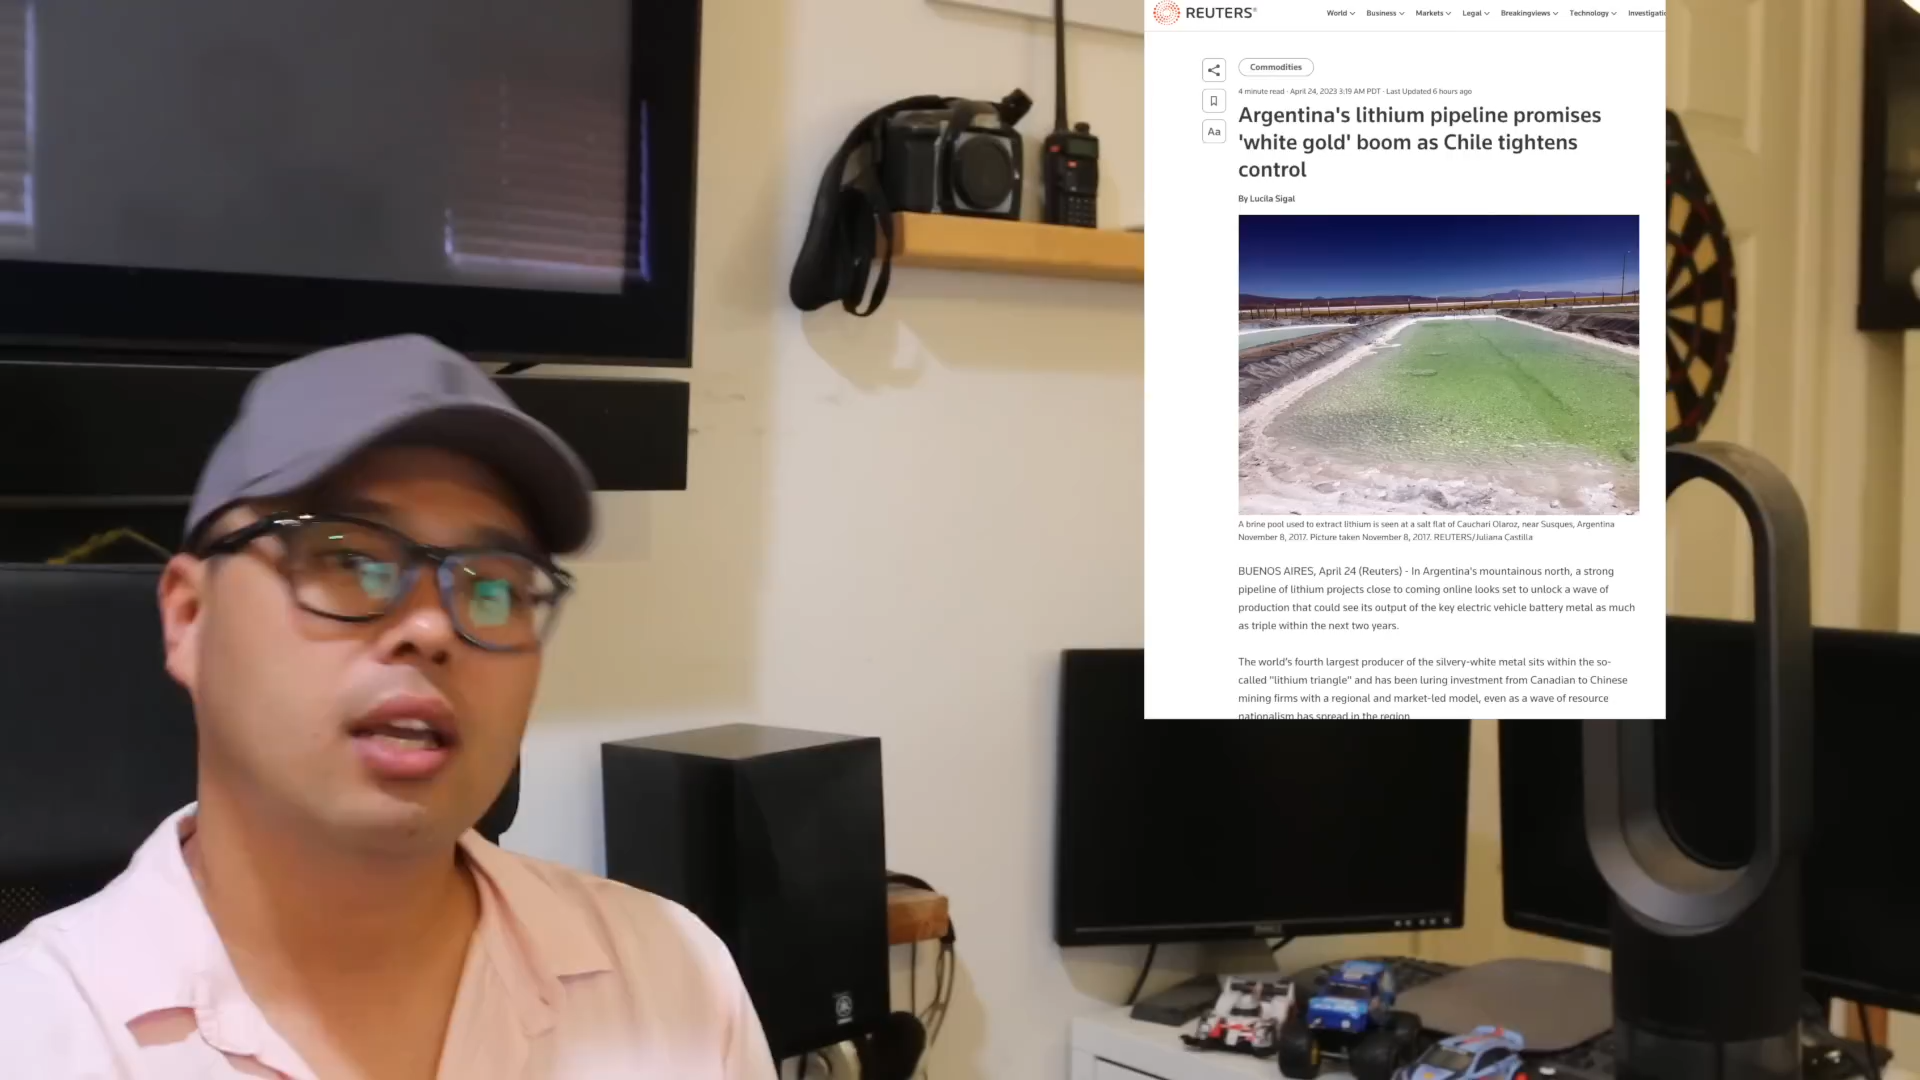 REUTERS®
World Business Markets Legal Breakingviews Technology
Commodities
4 minute read · April 24, 2023 3:19 AM PDT · Last Updated 6 hours ago
Aa
Argentina's lithium pipeline promises
'white gold' boom as Chile tightens
control
By Lucila Sigal
A brine pool used to extract lithium is seen at a salt flat of Cauchari Olaroz, near Susques, Argentina
November 8, 2017. Picture taken November 8, 2017. REUTERS/Juliana Castilla
BUENOS AIRES, April 24 (Reuters) - In Argentina's mountainous north, a strong
pipeline of lithium projects close to coming online looks set to unlock a wave of
production that could see its output of the key electric vehicle battery metal as much
as triple within the next two years.
The world's fourth largest producer of the silvery-white metal sits within the so-
called "lithium triangle" and has been luring investment from Canadian to Chinese
mining firms with a regional and market-led model, even as a wave of resource
nationalism has spread in the region.